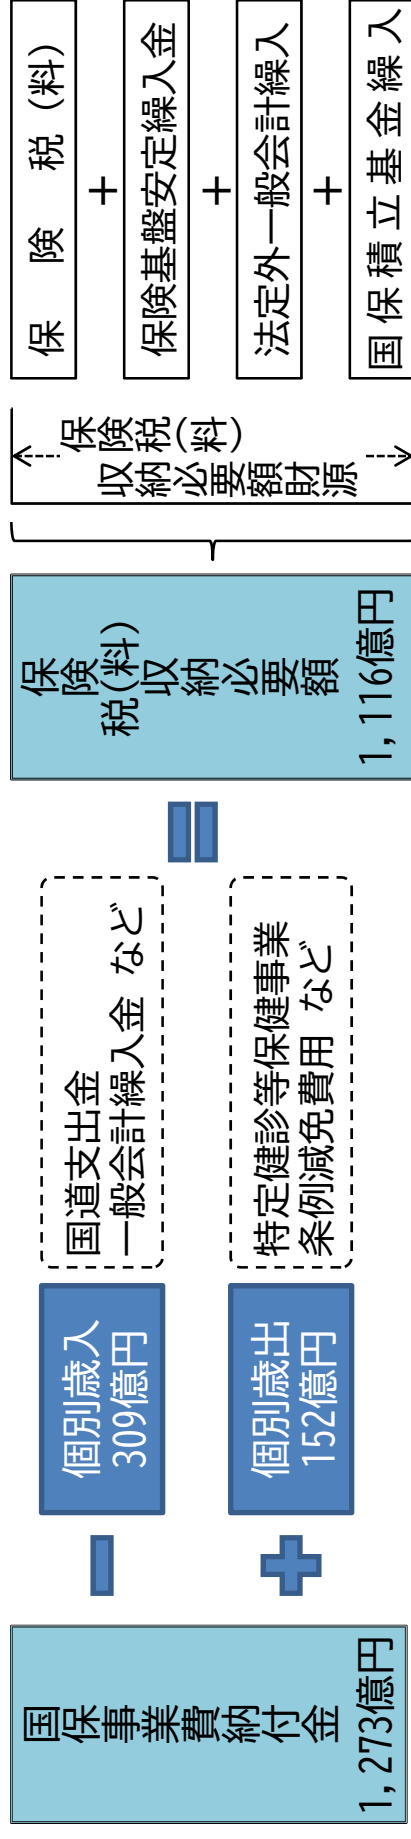 国保事業費納付金
1,273億円
−
個別歳入
309億円
国道支出金
一般会計繰入金 など
+
個別歳出
152億円
特定健診等保健事業
条例減免費用 など
=
保険
税(料)
収納必要額
1,116億円
保険税(料)
収納必要額財源
保険税(料)
+
保険基盤安定繰入金
+
法定外一般会計繰入
+
国保積立基金繰入